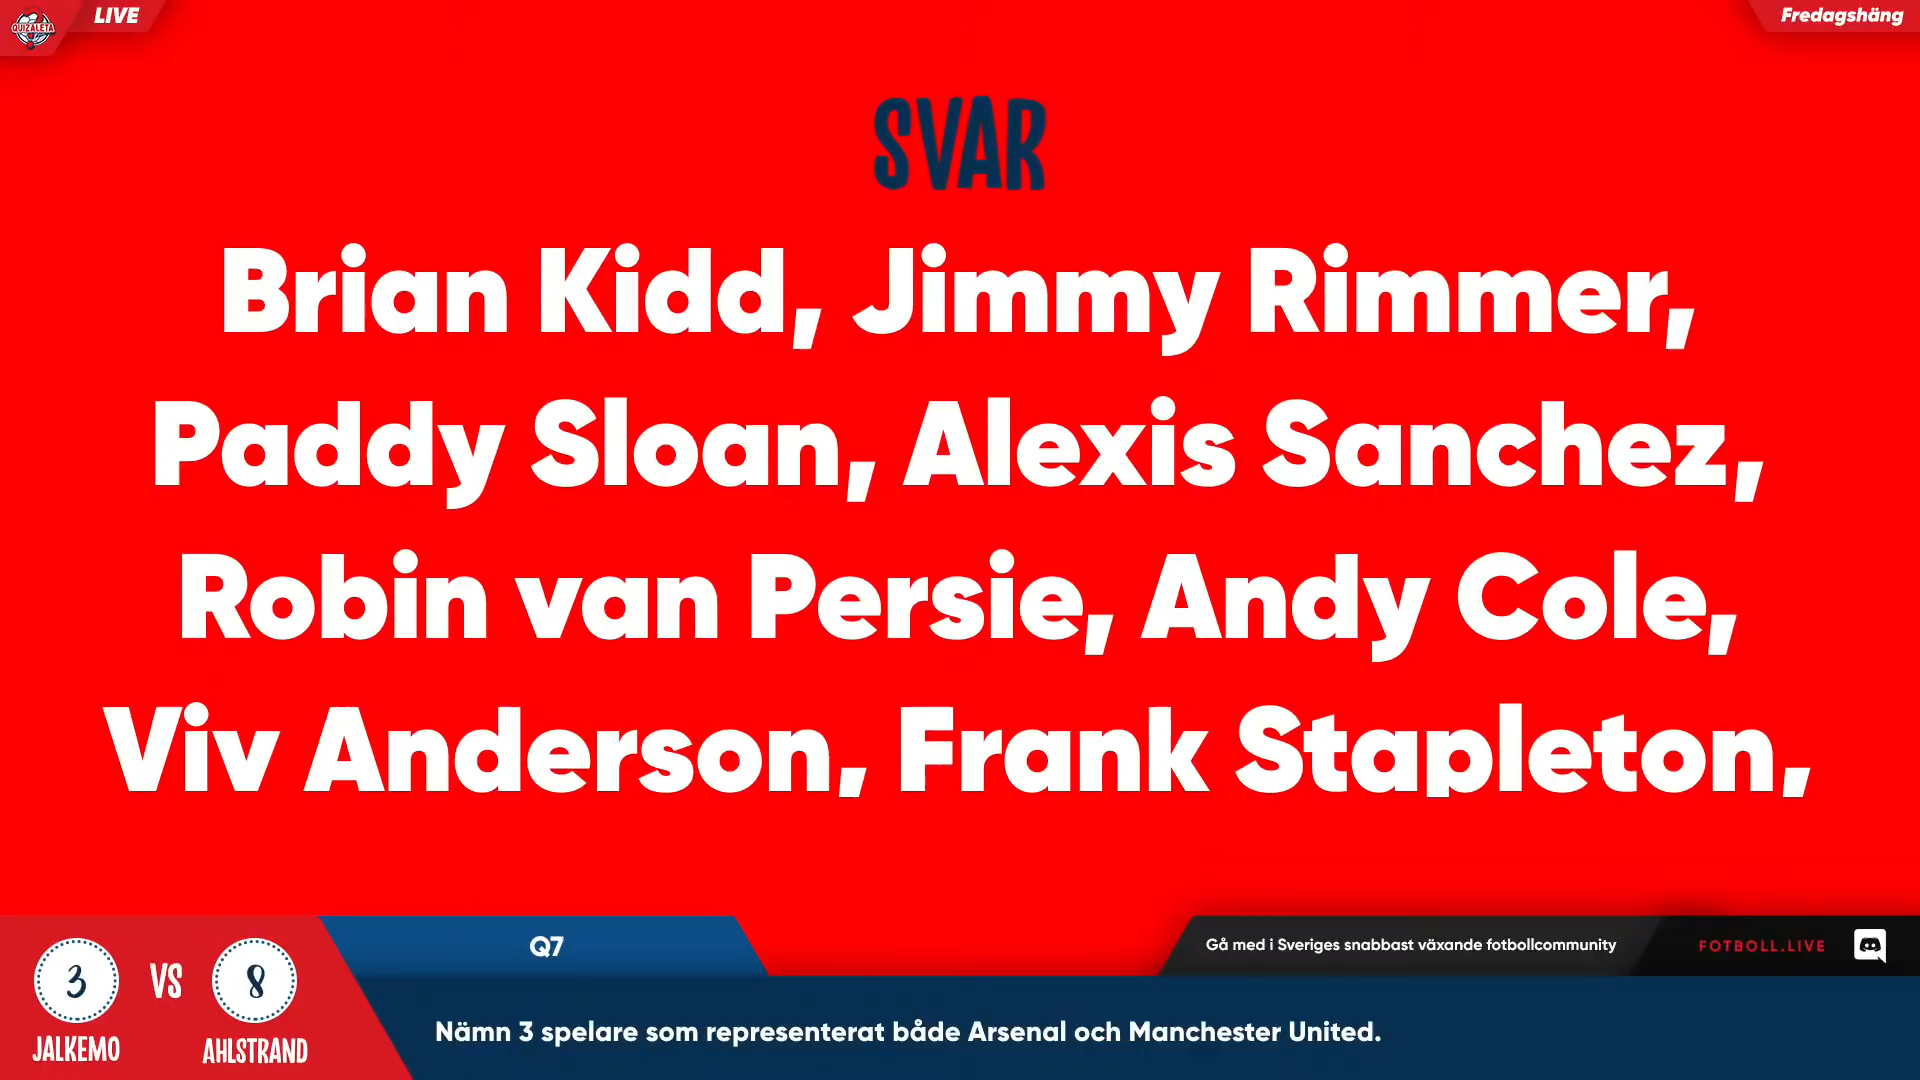 QUIZALETA
LIVE
Fredagshäng
SVAR
Brian Kidd, Jimmy Rimmer,
Paddy Sloan, Alexis Sanchez,
Robin van Persie, Andy Cole,
Viv Anderson, Frank Stapleton,
Q7
Gå med i Sveriges snabbast växande fotbollcommunity
FOTBOLL.LIVE
3 VS 8
JALKEMO AHLSTRAND
Nämn 3 spelare som representerat både Arsenal och Manchester United.